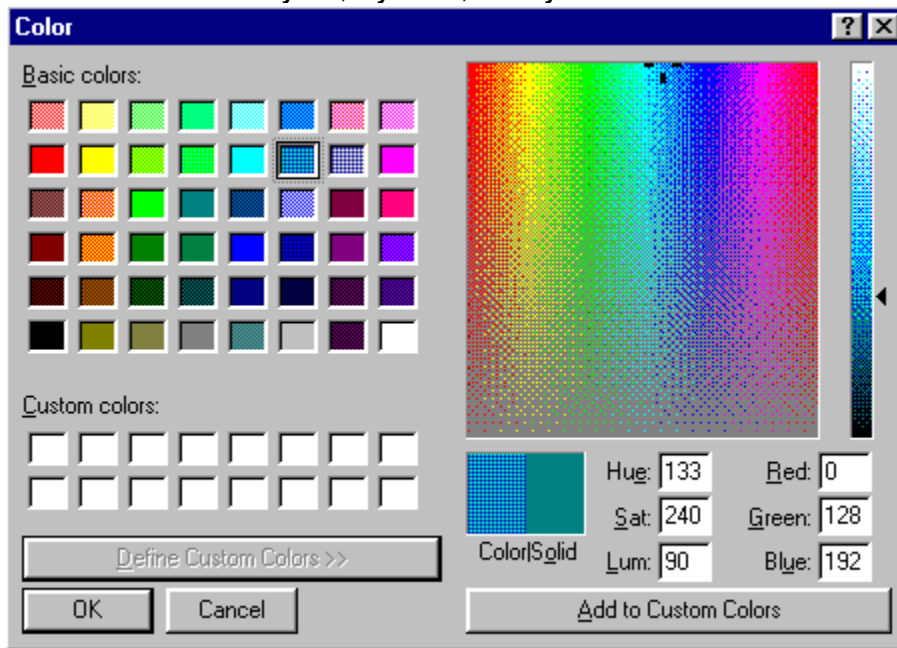 Color
Basic colors:
Custom colors:
Define Custom Colors >>
OK Cancel
Color|Solid
Hue: 133 Red: 0
Sat: 240 Green: 128
Lum: 90 Blue: 192
Add to Custom Colors